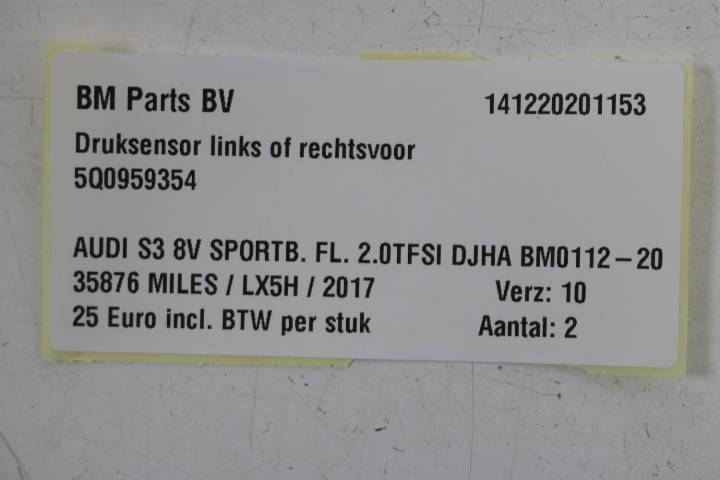 BM Parts BV 141220201153
Druksensor links of rechtsvoor
5Q0959354
AUDI S3 8V SPORTB. FL. 2.0TFSI DJHA BM0112-20
35876 MILES / LX5H / 2017 Verz: 10
25 Euro incl. BTW per stuk Aantal: 2